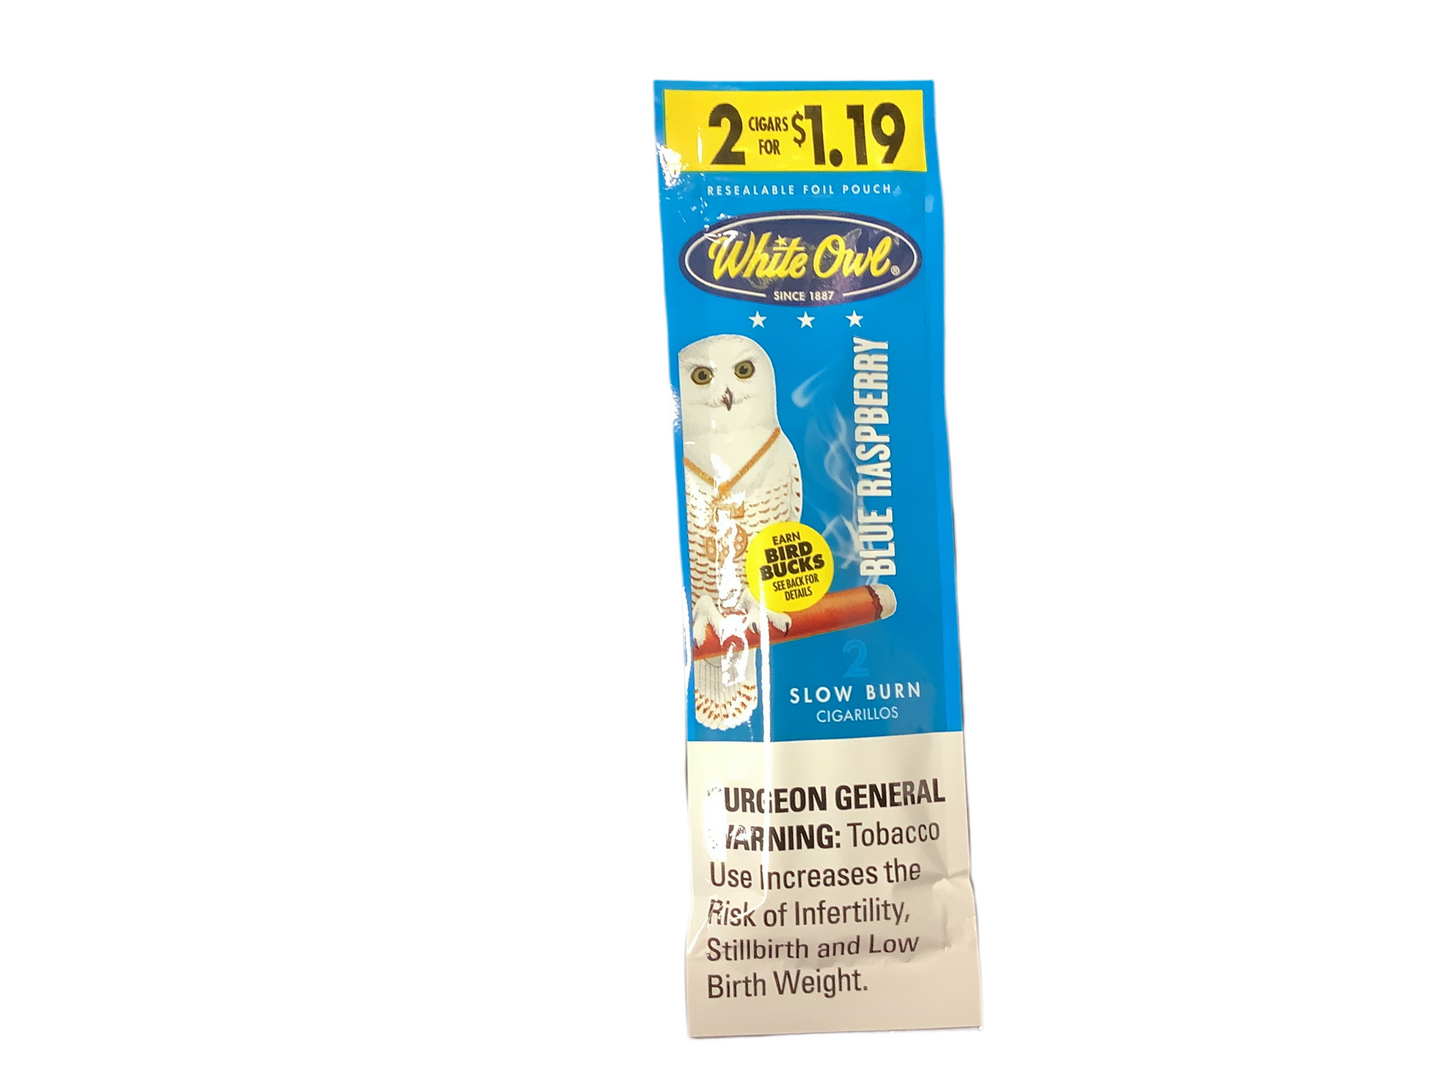 2 CIGARS FOR $1.19
RESEALABLE FOIL POUCH
White Owl®
SINCE 1887
BLUE RASPBERRY
EARN
BIRD
BUCKS
SEE BACK FOR
DETAILS
2
SLOW BURN
CIGARILLOS
SURGEON GENERAL
WARNING: Tobacco
Use Increases the
Risk of Infertility,
Stillbirth and Low
Birth Weight.